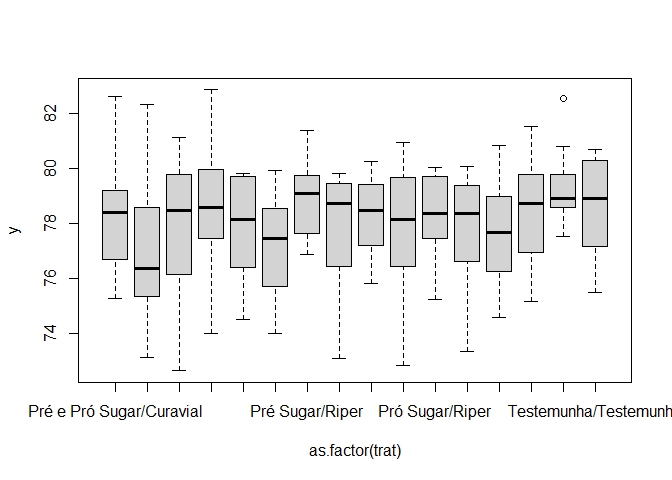 82
80
78
76
74
y
Pré e Pró Sugar/Curavial Pré Sugar/Riper Pró Sugar/Riper Testemunha/Testemunh
as.factor(trat)